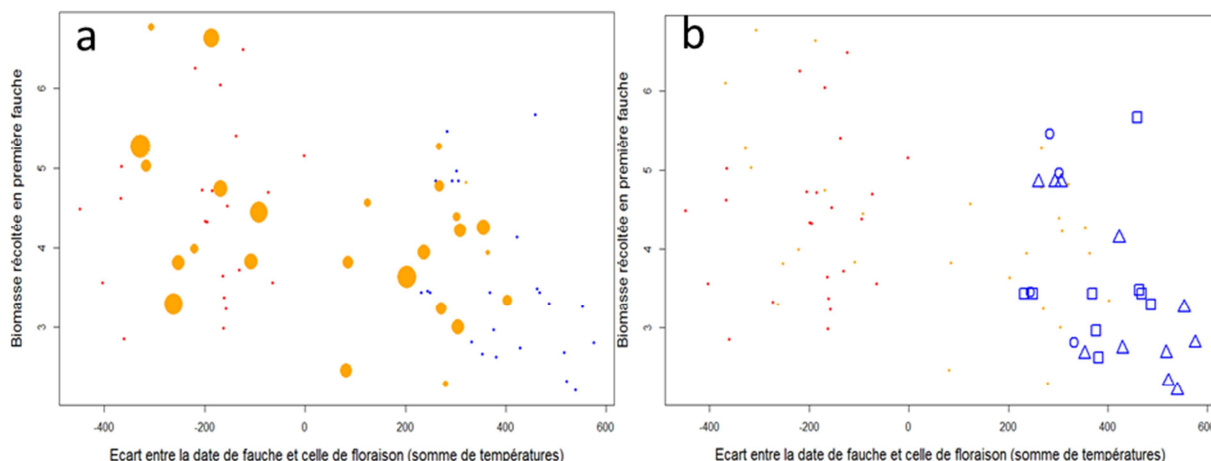 a
Biomasse récoltée en première fauche
6
5
4
3
-400 -200 0 200 400 600
Ecart entre la date de fauche et celle de floraison (somme de températures)
b
Biomasse récoltée en première fauche
6
5
4
3
-400 -200 0 200 400 600
Ecart entre la date de fauche et celle de floraison (somme de températures)